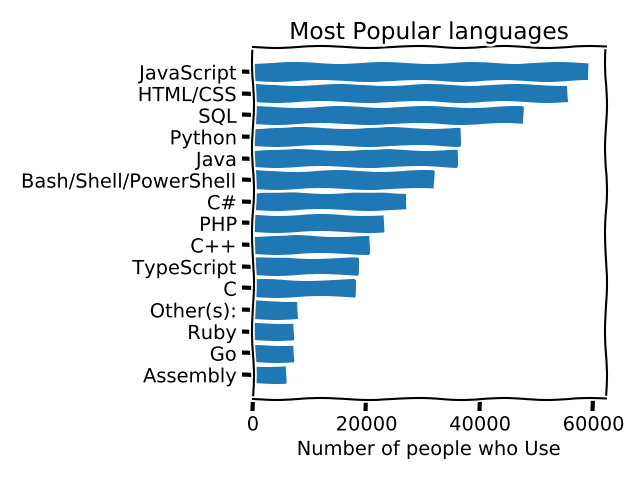 Most Popular languages
JavaScript
HTML/CSS
SQL
Python
Java
Bash/Shell/PowerShell
C#
PHP
C++
TypeScript
C
Other(s):
Ruby
Go
Assembly
0 20000 40000 60000
Number of people who Use